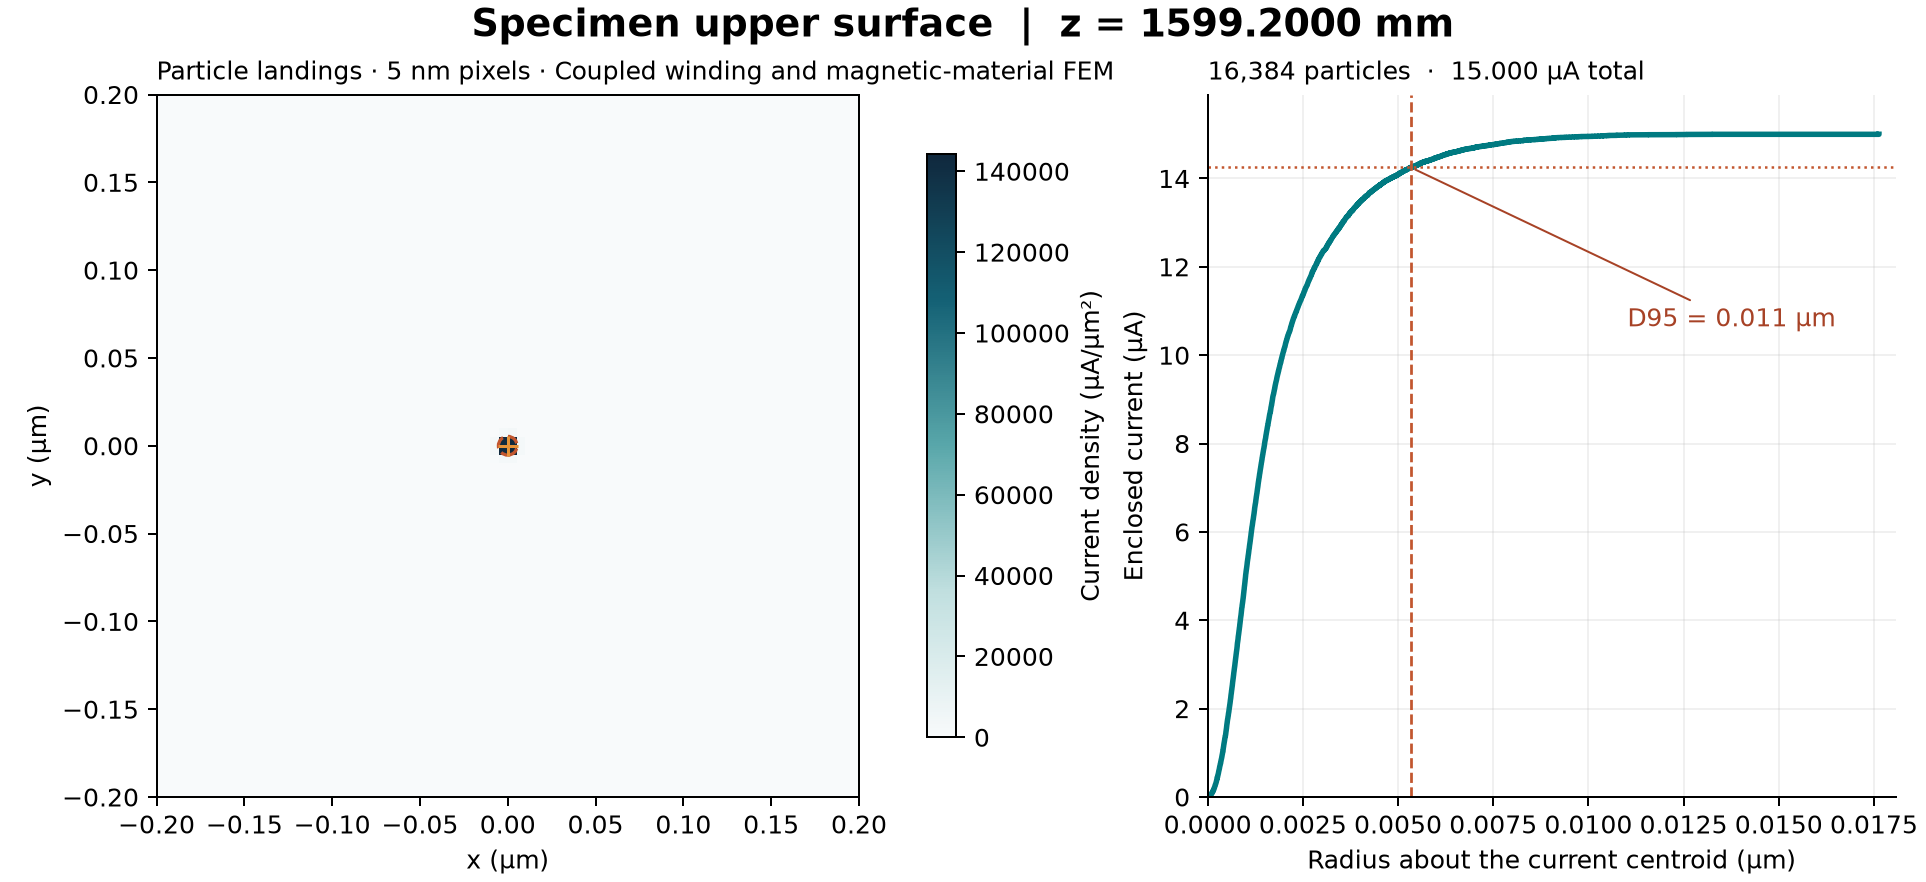 Specimen upper surface | z = 1599.2000 mm
Particle landings · 5 nm pixels · Coupled winding and magnetic-material FEM
16,384 particles · 15.000 µA total
0.20
0.15
0.10
0.05
0.00
−0.05
−0.10
−0.15
−0.20
y (µm)
−0.20 −0.15 −0.10 −0.05 0.00 0.05 0.10 0.15 0.20
x (µm)
140000
120000
100000
80000
60000
40000
20000
0
Current density (µA/µm²)
Enclosed current (µA)
14
12
10
8
6
4
2
0
D95 = 0.011 µm
0.0000 0.0025 0.0050 0.0075 0.0100 0.0125 0.0150 0.0175
Radius about the current centroid (µm)